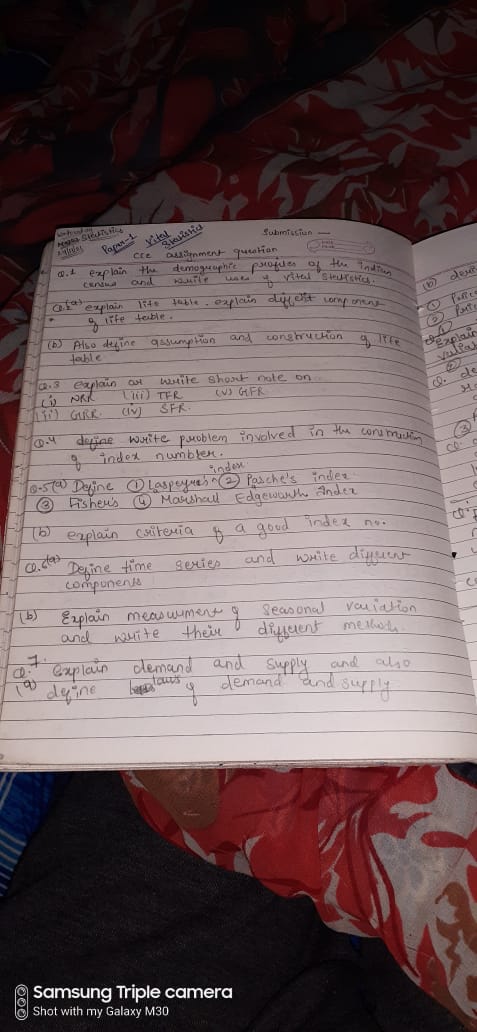 Statistics
Paper-1 Vital Statistics
Submission —
CCE assignment question
Q.1 explain the demographic profiles of the Indian
census and write uses of vital Statistics.
Q.2(a) explain life table. explain different component
of life table.
(b) Also define assumption and construction of life
table
Q.3 explain or write short note on
(i) NRR (iii) TFR (v) GFR
(ii) GRR (iv) SFR.
Q.4 define write problem involved in the construction
of index number.
Q.5(a) Define ① Laspeyres index ② Pasche's index
③ Fisher's ④ Marshall Edgeworth Index
(b) explain criteria of a good index no.
Q.6(a) Define time series and write different
components
(b) Explain measurment of seasonal variation
and write their different methods.
Q.7. explain demand and supply and also
(a) define laws of demand and supply
(b)
①
②
Explain
③
Samsung Triple camera
Shot with my Galaxy M30